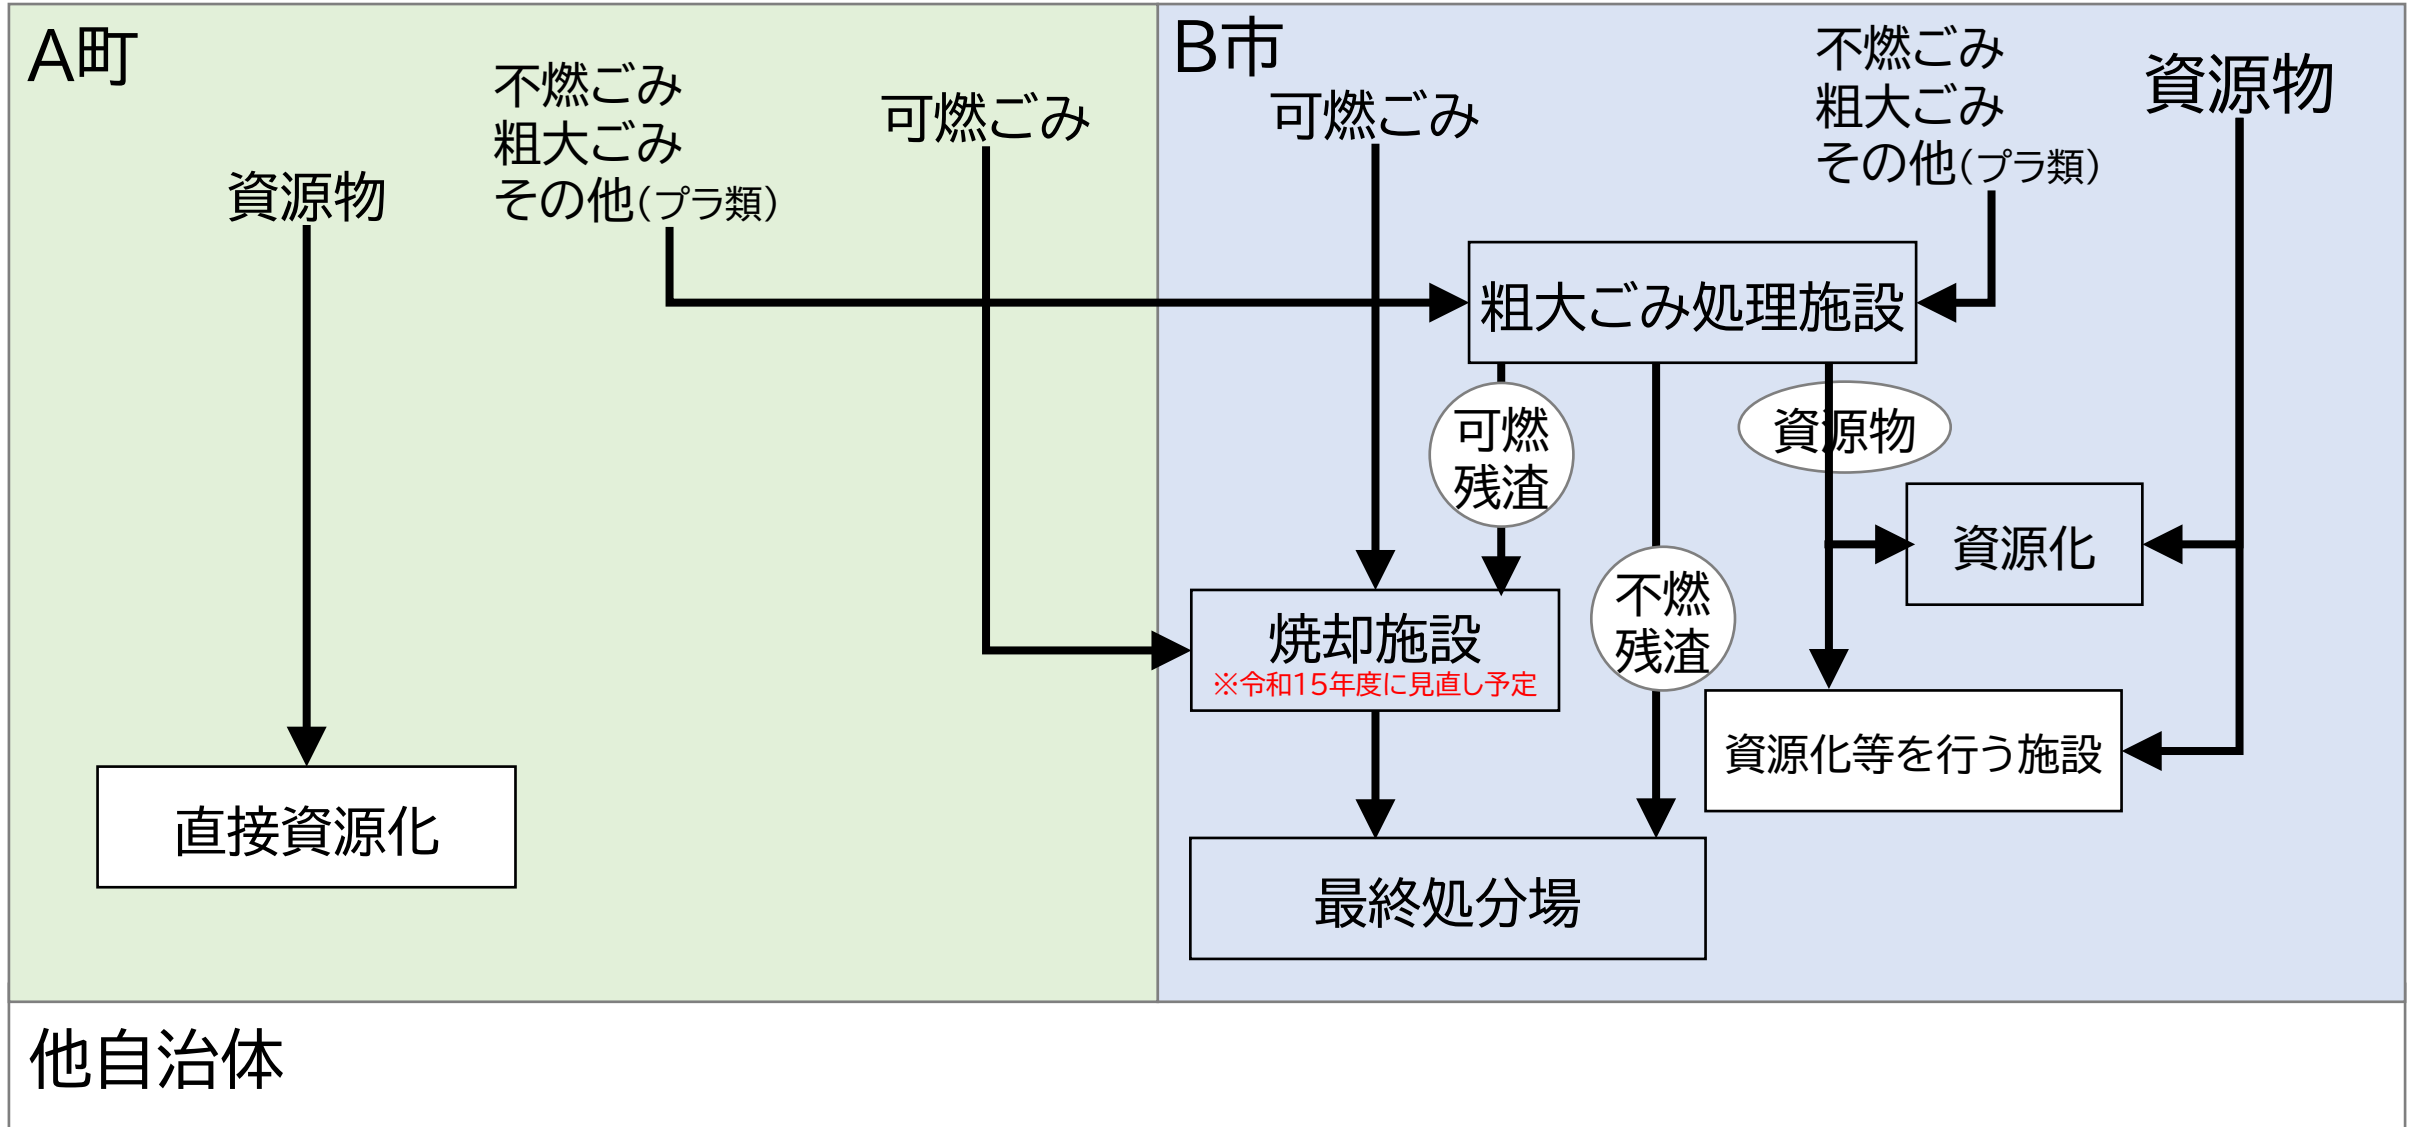 A町
資源物
不燃ごみ
粗大ごみ
その他(プラ類)
可燃ごみ
直接資源化
B市
可燃ごみ
不燃ごみ
粗大ごみ
その他(プラ類)
資源物
粗大ごみ処理施設
可燃
残渣
資源物
不燃
残渣
資源化
焼却施設
※令和15年度に見直し予定
資源化等を行う施設
最終処分場
他自治体